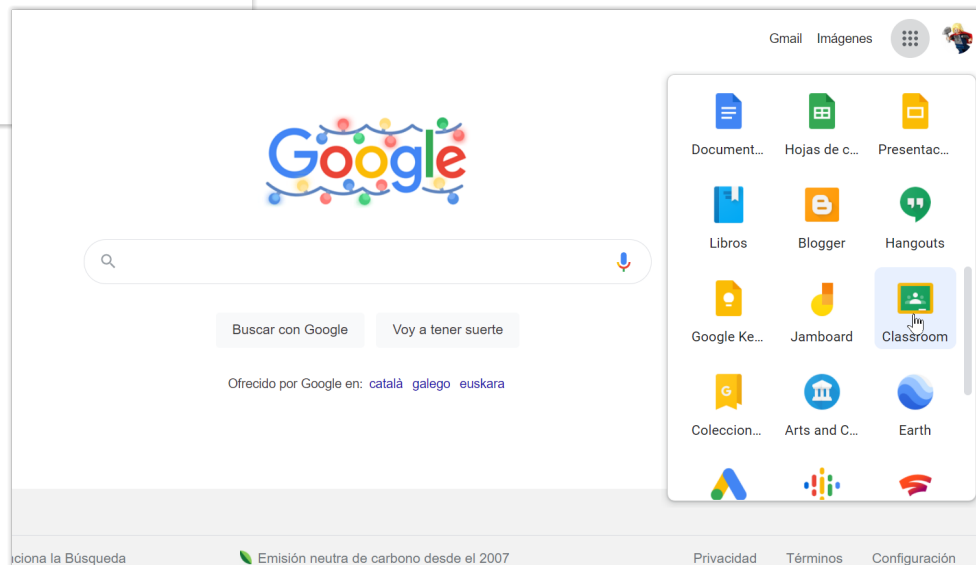 Gmail Imágenes
Google
Document... Hojas de c... Presentac...
Libros Blogger Hangouts
Google Ke... Jamboard Classroom
Coleccion... Arts and C... Earth
Buscar con Google Voy a tener suerte
Ofrecido por Google en: català galego euskara
nciona la Búsqueda Emisión neutra de carbono desde el 2007 Privacidad Términos Configuración